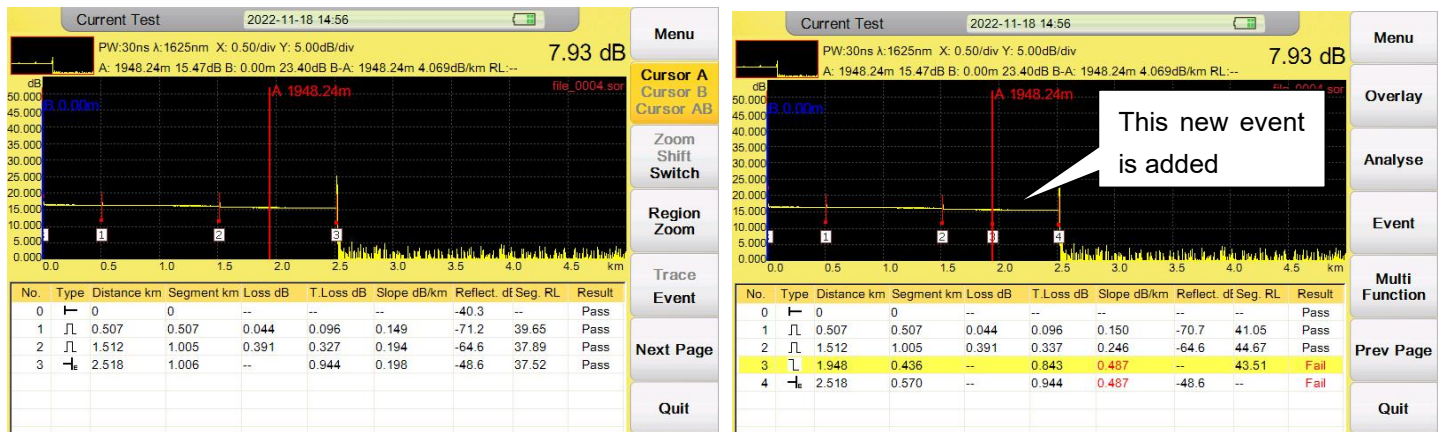 Current Test 2022-11-18 14:56
PW:30ns λ:1625nm X: 0.50/div Y: 5.00dB/div
7.93 dB
A: 1948.24m 15.47dB B: 0.00m 23.40dB B-A: 1948.24m 4.069dB/km RL:--
dB
50.000
45.000
40.000
35.000
30.000
25.000
20.000
15.000
10.000
5.000
0.000
B 0.00m
A 1948.24m
file_0004.sor
1 2 3
0.0 0.5 1.0 1.5 2.0 2.5 3.0 3.5 4.0 4.5 km
No. Type Distance km Segment km Loss dB T.Loss dB Slope dB/km Reflect. dB Seg. RL Result
0 0 0 -- -- -- -40.3 -- Pass
1 0.507 0.507 0.044 0.096 0.149 -71.2 39.65 Pass
2 1.512 1.005 0.391 0.327 0.194 -64.6 37.89 Pass
3 E 2.518 1.006 -- 0.944 0.198 -48.6 37.52 Pass
Menu
Cursor A
Cursor B
Cursor AB
Zoom
Shift
Switch
Region
Zoom
Trace
Event
Next Page
Quit
Current Test 2022-11-18 14:56
PW:30ns λ:1625nm X: 0.50/div Y: 5.00dB/div
7.93 dB
A: 1948.24m 15.47dB B: 0.00m 23.40dB B-A: 1948.24m 4.069dB/km RL:--
dB
50.000
45.000
40.000
35.000
30.000
25.000
20.000
15.000
10.000
5.000
0.000
B 0.00m
A 1948.24m
This new event
is added
1 2 3 4
0.0 0.5 1.0 1.5 2.0 2.5 3.0 3.5 4.0 4.5 km
No. Type Distance km Segment km Loss dB T.Loss dB Slope dB/km Reflect. dB Seg. RL Result
0 0 0 -- -- -- -- -- Pass
1 0.507 0.507 0.044 0.096 0.150 -70.7 41.05 Pass
2 1.512 1.005 0.391 0.337 0.246 -64.6 44.67 Pass
3 1.948 0.436 -- 0.843 0.487 -- 43.51 Fail
4 E 2.518 0.570 -- 0.944 0.487 -48.6 -- Fail
Menu
Overlay
Analyse
Event
Multi
Function
Prev Page
Quit